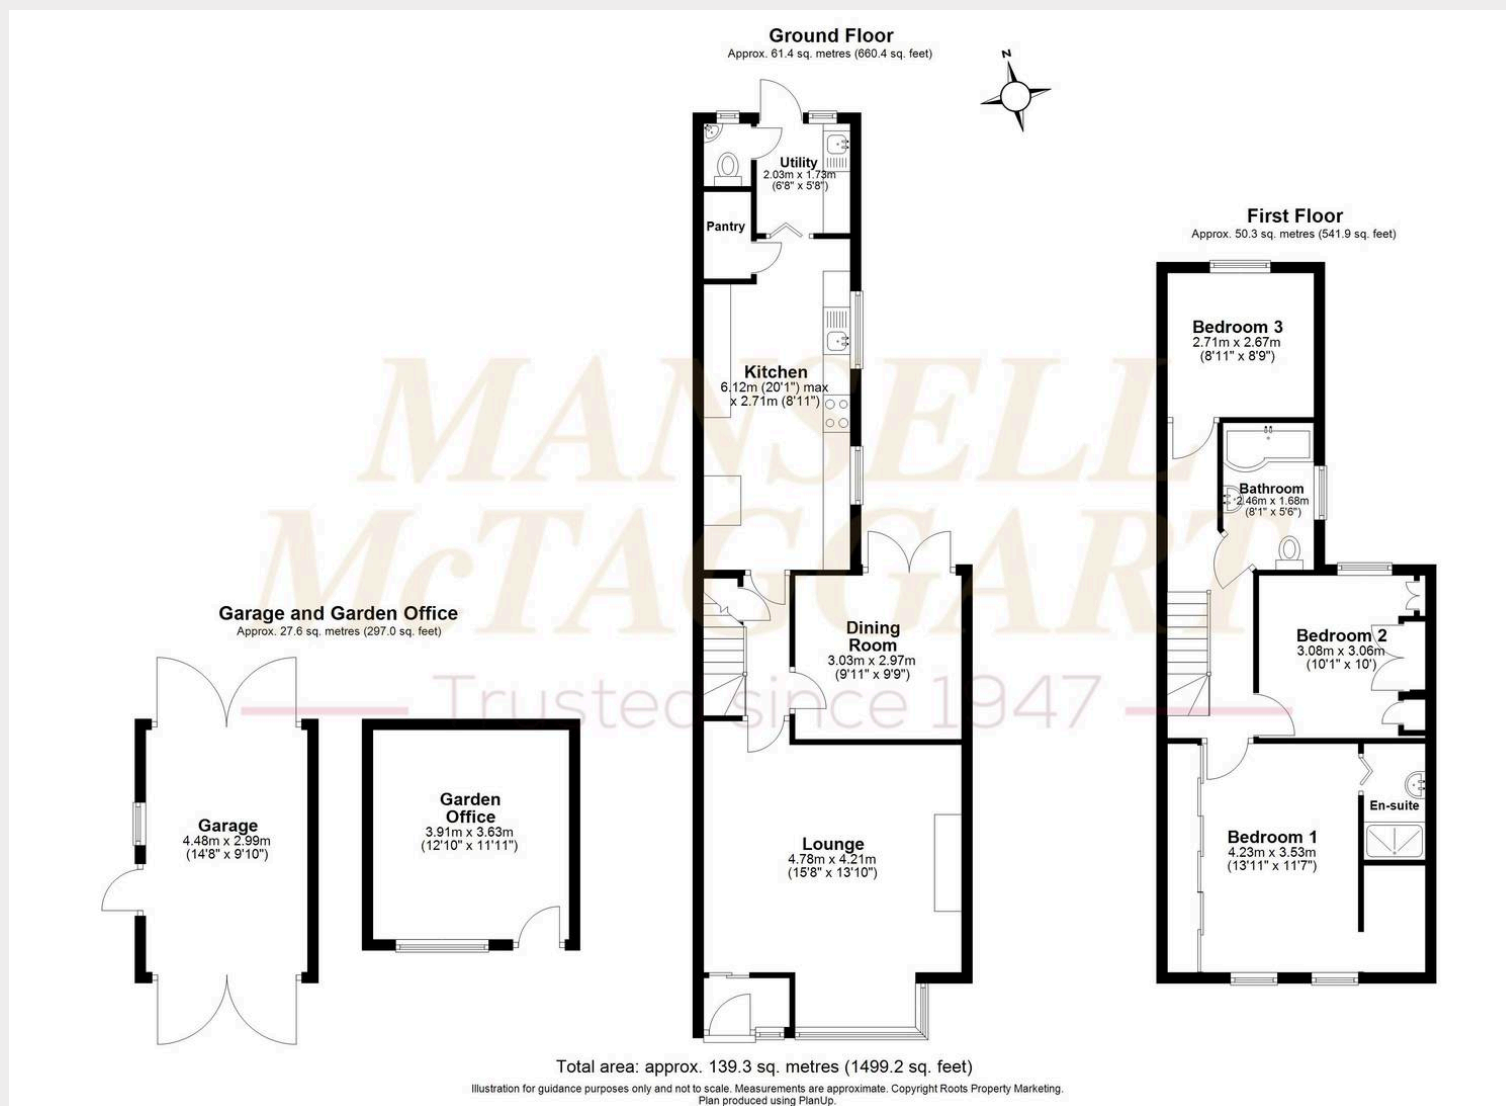 Ground Floor
Approx. 61.4 sq. metres (660.4 sq. feet)
N
Utility
2.03m x 1.73m
(6'8" x 5'8")
Pantry
Kitchen
6.12m (20'1") max
x 2.71m (8'11")
Dining
Room
3.03m x 2.97m
(9'11" x 9'9")
Lounge
4.78m x 4.21m
(15'8" x 13'10")
First Floor
Approx. 50.3 sq. metres (541.9 sq. feet)
Bedroom 3
2.71m x 2.67m
(8'11" x 8'9")
Bathroom
2.46m x 1.68m
(8'1" x 5'6")
Bedroom 2
3.08m x 3.06m
(10'1" x 10')
En-suite
Bedroom 1
4.23m x 3.53m
(13'11" x 11'7")
Garage and Garden Office
Approx. 27.6 sq. metres (297.0 sq. feet)
Garage
4.48m x 2.99m
(14'8" x 9'10")
Garden
Office
3.91m x 3.63m
(12'10" x 11'11")
MANSELL
McTAGGART
Trusted since 1947
Total area: approx. 139.3 sq. metres (1499.2 sq. feet)
Illustration for guidance purposes only and not to scale. Measurements are approximate. Copyright Roots Property Marketing.
Plan produced using PlanUp.